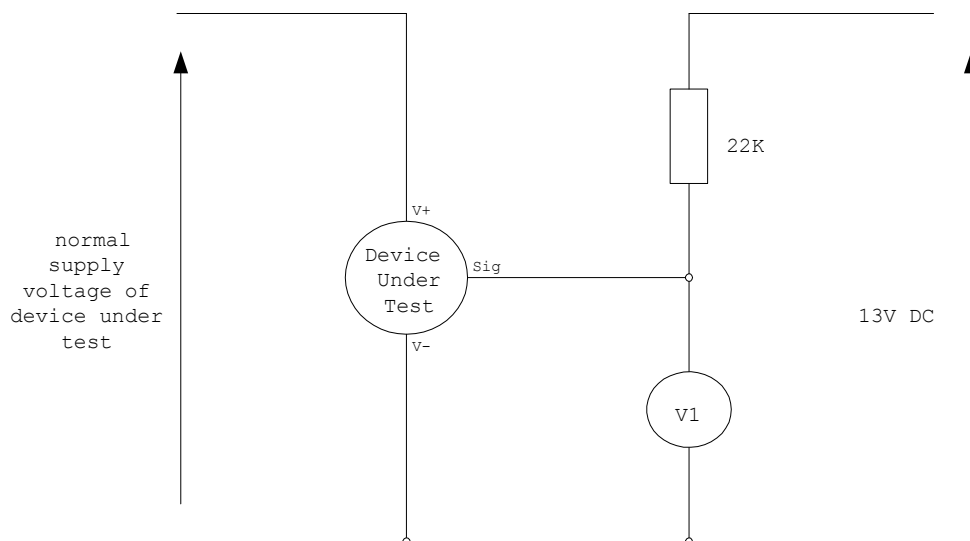 V+
22K
normal
supply
voltage of
device under
test
Device
Under
Test
Sig
V-
13V DC
V1